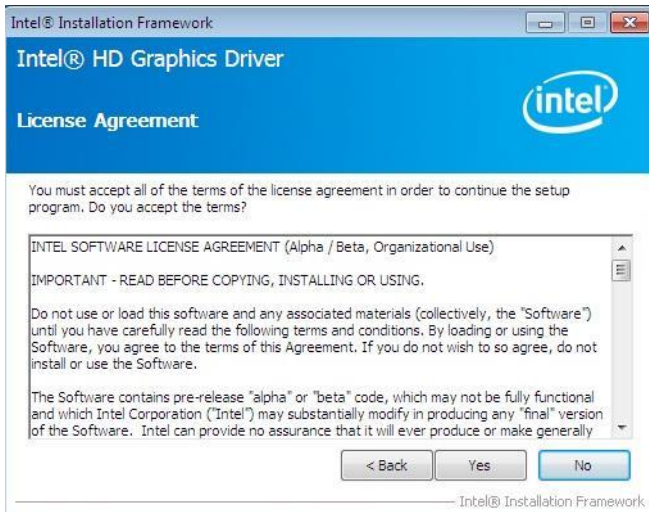 Intel® Installation Framework
Intel® HD Graphics Driver
License Agreement
intel
You must accept all of the terms of the license agreement in order to continue the setup
program. Do you accept the terms?
INTEL SOFTWARE LICENSE AGREEMENT (Alpha / Beta, Organizational Use)
IMPORTANT - READ BEFORE COPYING, INSTALLING OR USING.
Do not use or load this software and any associated materials (collectively, the "Software")
until you have carefully read the following terms and conditions. By loading or using the
Software, you agree to the terms of this Agreement. If you do not wish to so agree, do not
install or use the Software.
The Software contains pre-release "alpha" or "beta" code, which may not be fully functional
and which Intel Corporation ("Intel") may substantially modify in producing any "final" version
of the Software.  Intel can provide no assurance that it will ever produce or make generally
< Back
Yes
No
Intel® Installation Framework